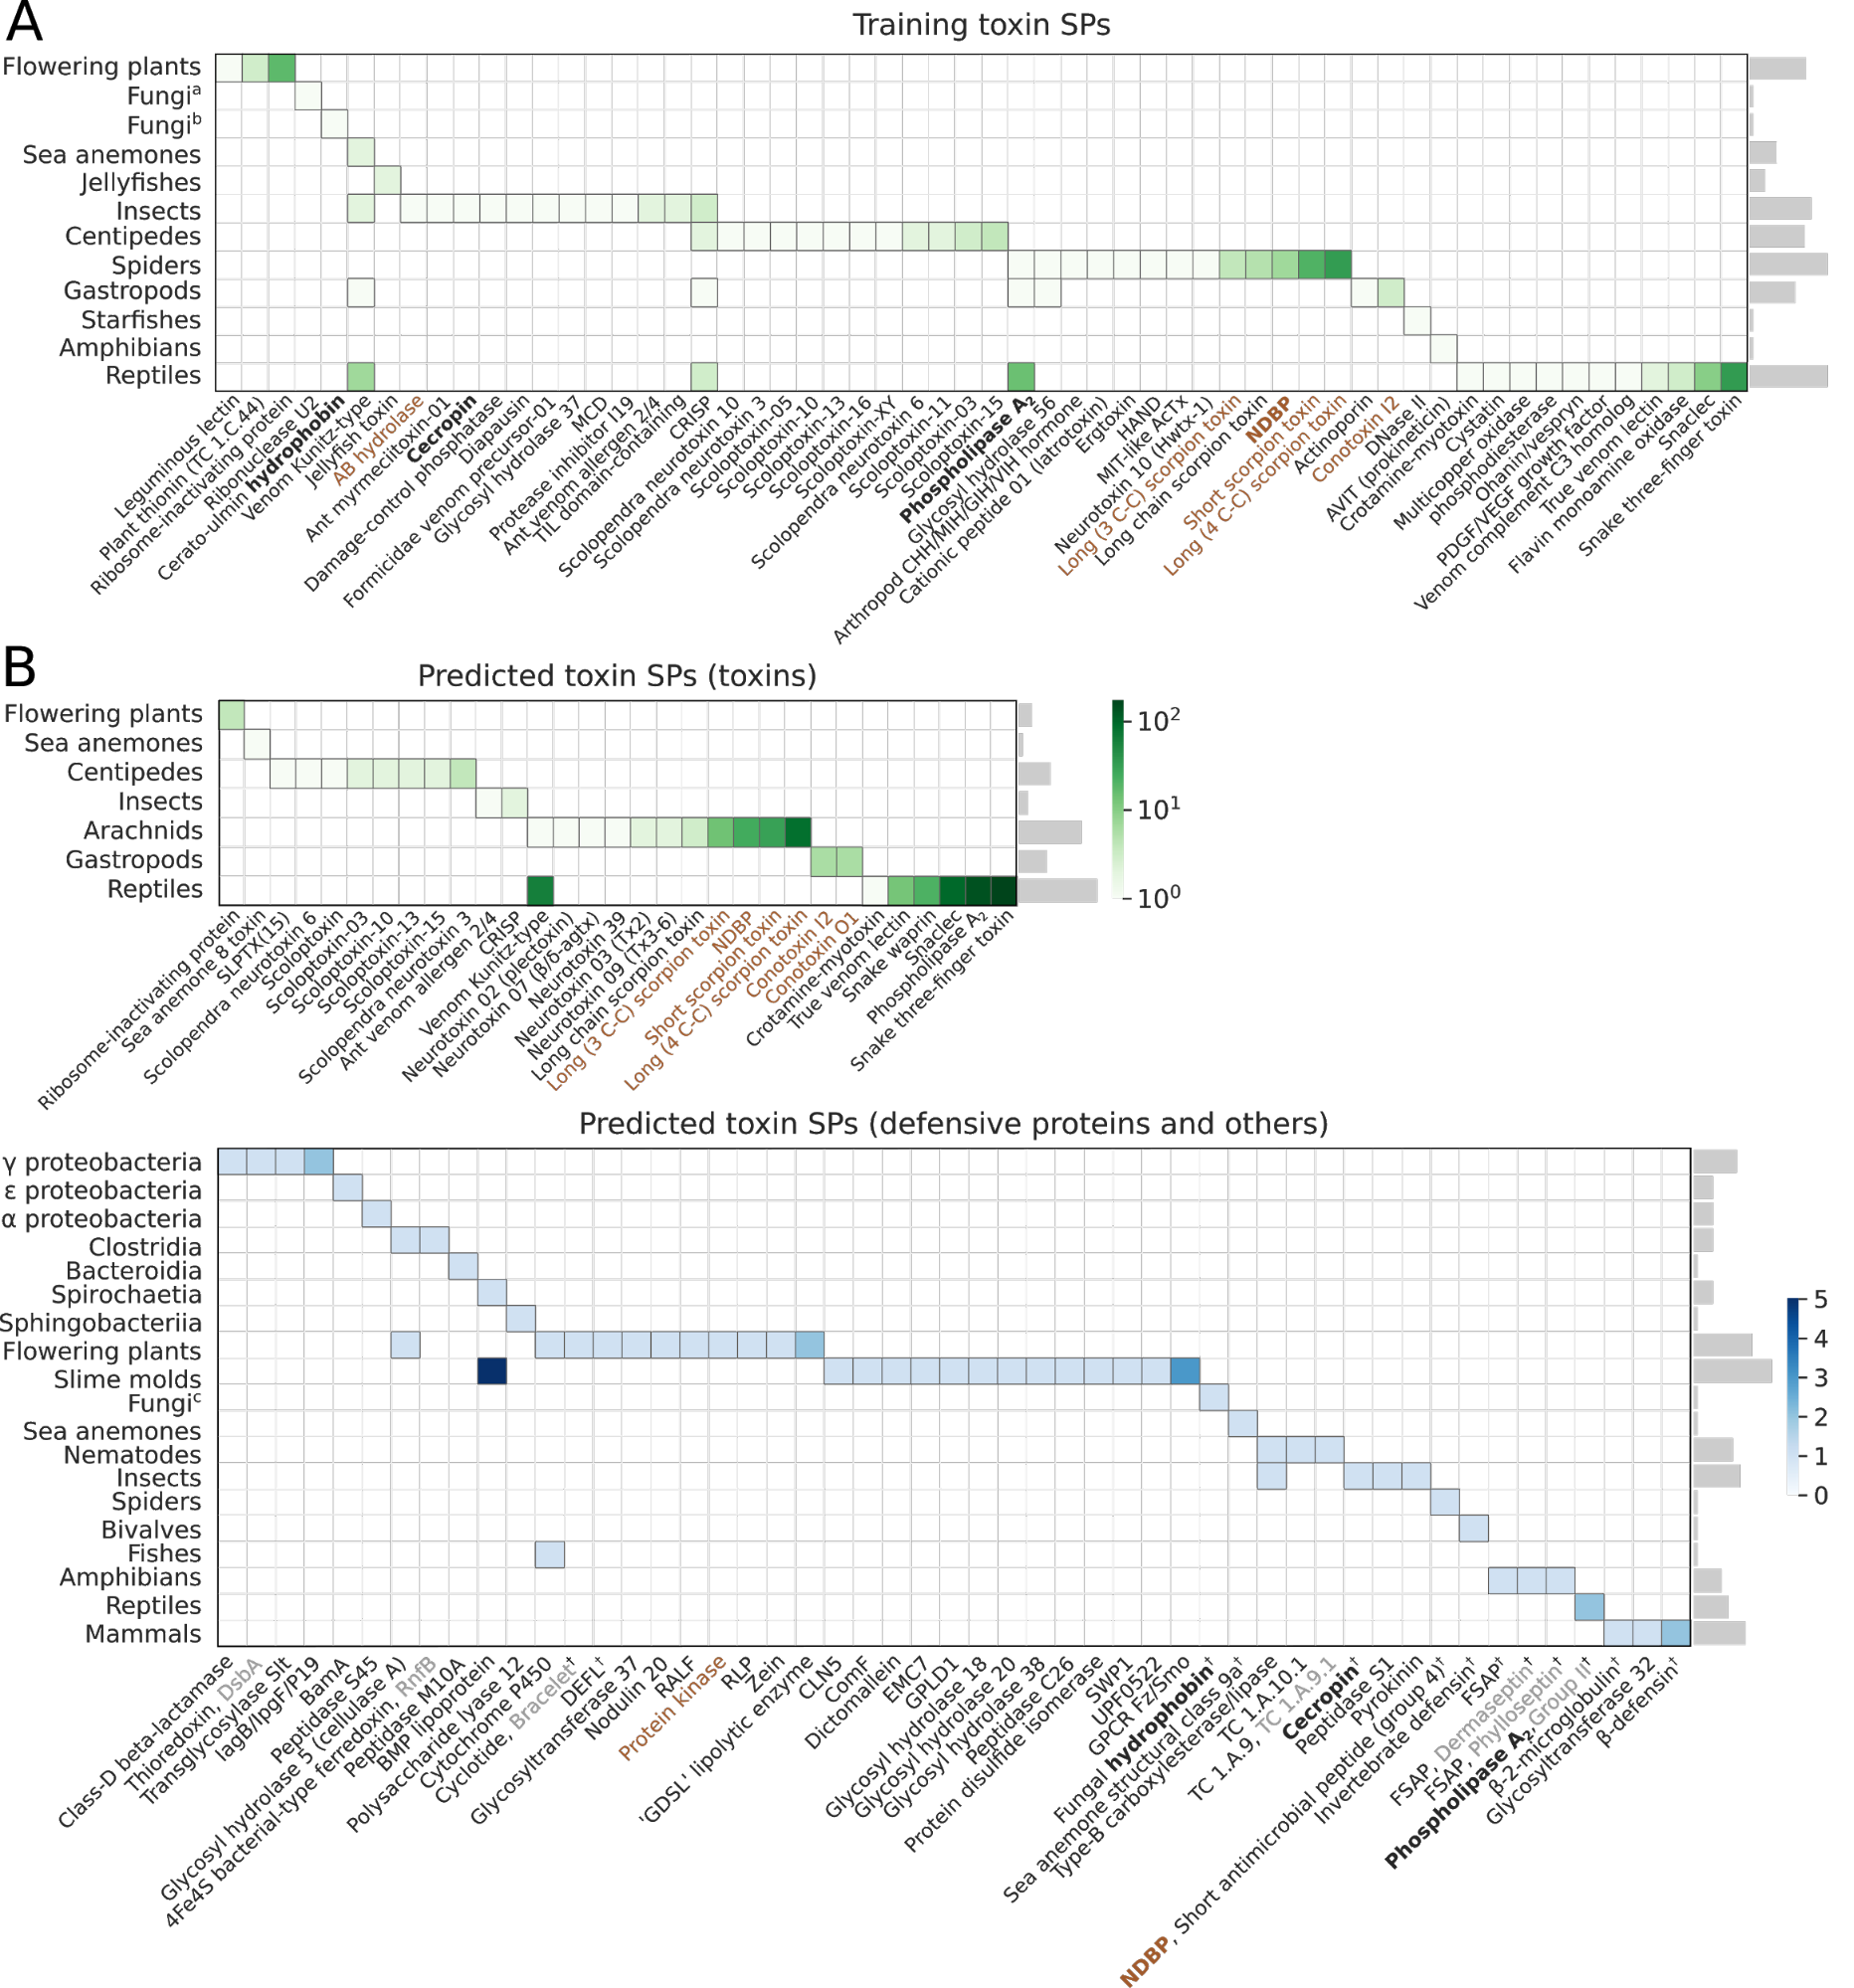 A
Training toxin SPs
Flowering plants
Fungiᵃ
Fungiᵇ
Sea anemones
Jellyfishes
Insects
Centipedes
Spiders
Gastropods
Starfishes
Amphibians
Reptiles
Leguminous lectin
Plant thionin (TC 1.C.44)
Ribosome-inactivating protein
Ribonuclease U2
Cerato-ulmin hydrophobin
Venom Kunitz-type
Jellyfish toxin
AB hydrolase
Ant myrmeciitoxin-01
Cecropin
Damage-control phosphatase
Diapausin
Formicidae venom precursor-01
Glycosyl hydrolase 37
MCD
Protease inhibitor I19
Ant venom allergen 2/4
TIL domain-containing
CRISP
Scolopendra neurotoxin 10
Scolopendra neurotoxin 3
Scoloptoxin-05
Scoloptoxin-10
Scoloptoxin-13
Scoloptoxin-16
Scoloptoxin-XY
Scolopendra neurotoxin 6
Scoloptoxin-11
Scoloptoxin-03
Scoloptoxin-15
Phospholipase A₂
Glycosyl hydrolase 56
Arthropod CHH/MIH/GIH/VIH hormone
Cationic peptide 01 (latrotoxin)
Ergtoxin
HAND
MIT-like AcTx
Neurotoxin 10 (Hwtx-1)
Long (3 C-C) scorpion toxin
Long chain scorpion toxin
NDBP
Short scorpion toxin
Long (4 C-C) scorpion toxin
Actinoporin
Conotoxin I2
DNase II
AVIT (prokineticin)
Crotamine-myotoxin
Cystatin
Multicopper oxidase
phosphodiesterase
Ohanin/vespryn
PDGF/VEGF growth factor
Venom complement C3 homolog
True venom lectin
Flavin monoamine oxidase
Snaclec
Snake three-finger toxin
B
Predicted toxin SPs (toxins)
Flowering plants
Sea anemones
Centipedes
Insects
Arachnids
Gastropods
Reptiles
10²
10¹
10⁰
Ribosome-inactivating protein
Sea anemone 8 toxin
SLPTX(15)
Scolopendra neurotoxin 6
Scoloptoxin
Scoloptoxin-03
Scoloptoxin-10
Scoloptoxin-13
Scoloptoxin-15
Scolopendra neurotoxin 3
Ant venom allergen 2/4
CRISP
Venom Kunitz-type
Neurotoxin 02 (plectoxin)
Neurotoxin 07 (β/δ-agtx)
Neurotoxin 39
Neurotoxin 03 (Tx2)
Neurotoxin 09 (Tx3-6)
Long chain scorpion toxin
Long (3 C-C) scorpion toxin
NDBP
Short scorpion toxin
Long (4 C-C) scorpion toxin
Conotoxin I2
Conotoxin O1
Crotamine-myotoxin
True venom lectin
Snake waprin
Snaclec
Phospholipase A₂
Snake three-finger toxin
Predicted toxin SPs (defensive proteins and others)
γ proteobacteria
ε proteobacteria
α proteobacteria
Clostridia
Bacteroidia
Spirochaetia
Sphingobacteriia
Flowering plants
Slime molds
Fungiᶜ
Sea anemones
Nematodes
Insects
Spiders
Bivalves
Fishes
Amphibians
Reptiles
Mammals
5
4
3
2
1
0
Class-D beta-lactamase
Thioredoxin, DsbA
Transglycosylase Slt
IagB/IpgF/P19
BamA
Peptidase S45
Glycosyl hydrolase 5 (cellulase A)
4Fe4S bacterial-type ferredoxin, RnfB
Peptidase M10A
BMP lipoprotein
Polysaccharide lyase 12
Cytochrome P450
Cyclotide, Bracelet†
DEFL†
Glycosyltransferase 37
Nodulin 20
RALF
Protein kinase
RLP
Zein
'GDSL' lipolytic enzyme
CLN5
ComF
Dictomallein
EMC7
GPLD1
Glycosyl hydrolase 18
Glycosyl hydrolase 20
Glycosyl hydrolase 38
Peptidase C26
Protein disulfide isomerase
SWP1
UPF0522
GPCR Fz/Smo
Fungal hydrophobin†
Sea anemone structural class 9a†
Type-B carboxylesterase/lipase
TC 1.A.10.1
TC 1.A.9, TC 1.A.9.1
Cecropin†
Peptidase S1
Pyrokinin
NDBP, Short antimicrobial peptide (group 4)†
Invertebrate defensin†
FSAP†
FSAP, Dermaseptin†
FSAP, Phylloseptin†
Phospholipase A₂, Group II†
β-2-microglobulin†
Glycosyltransferase 32
β-defensin†